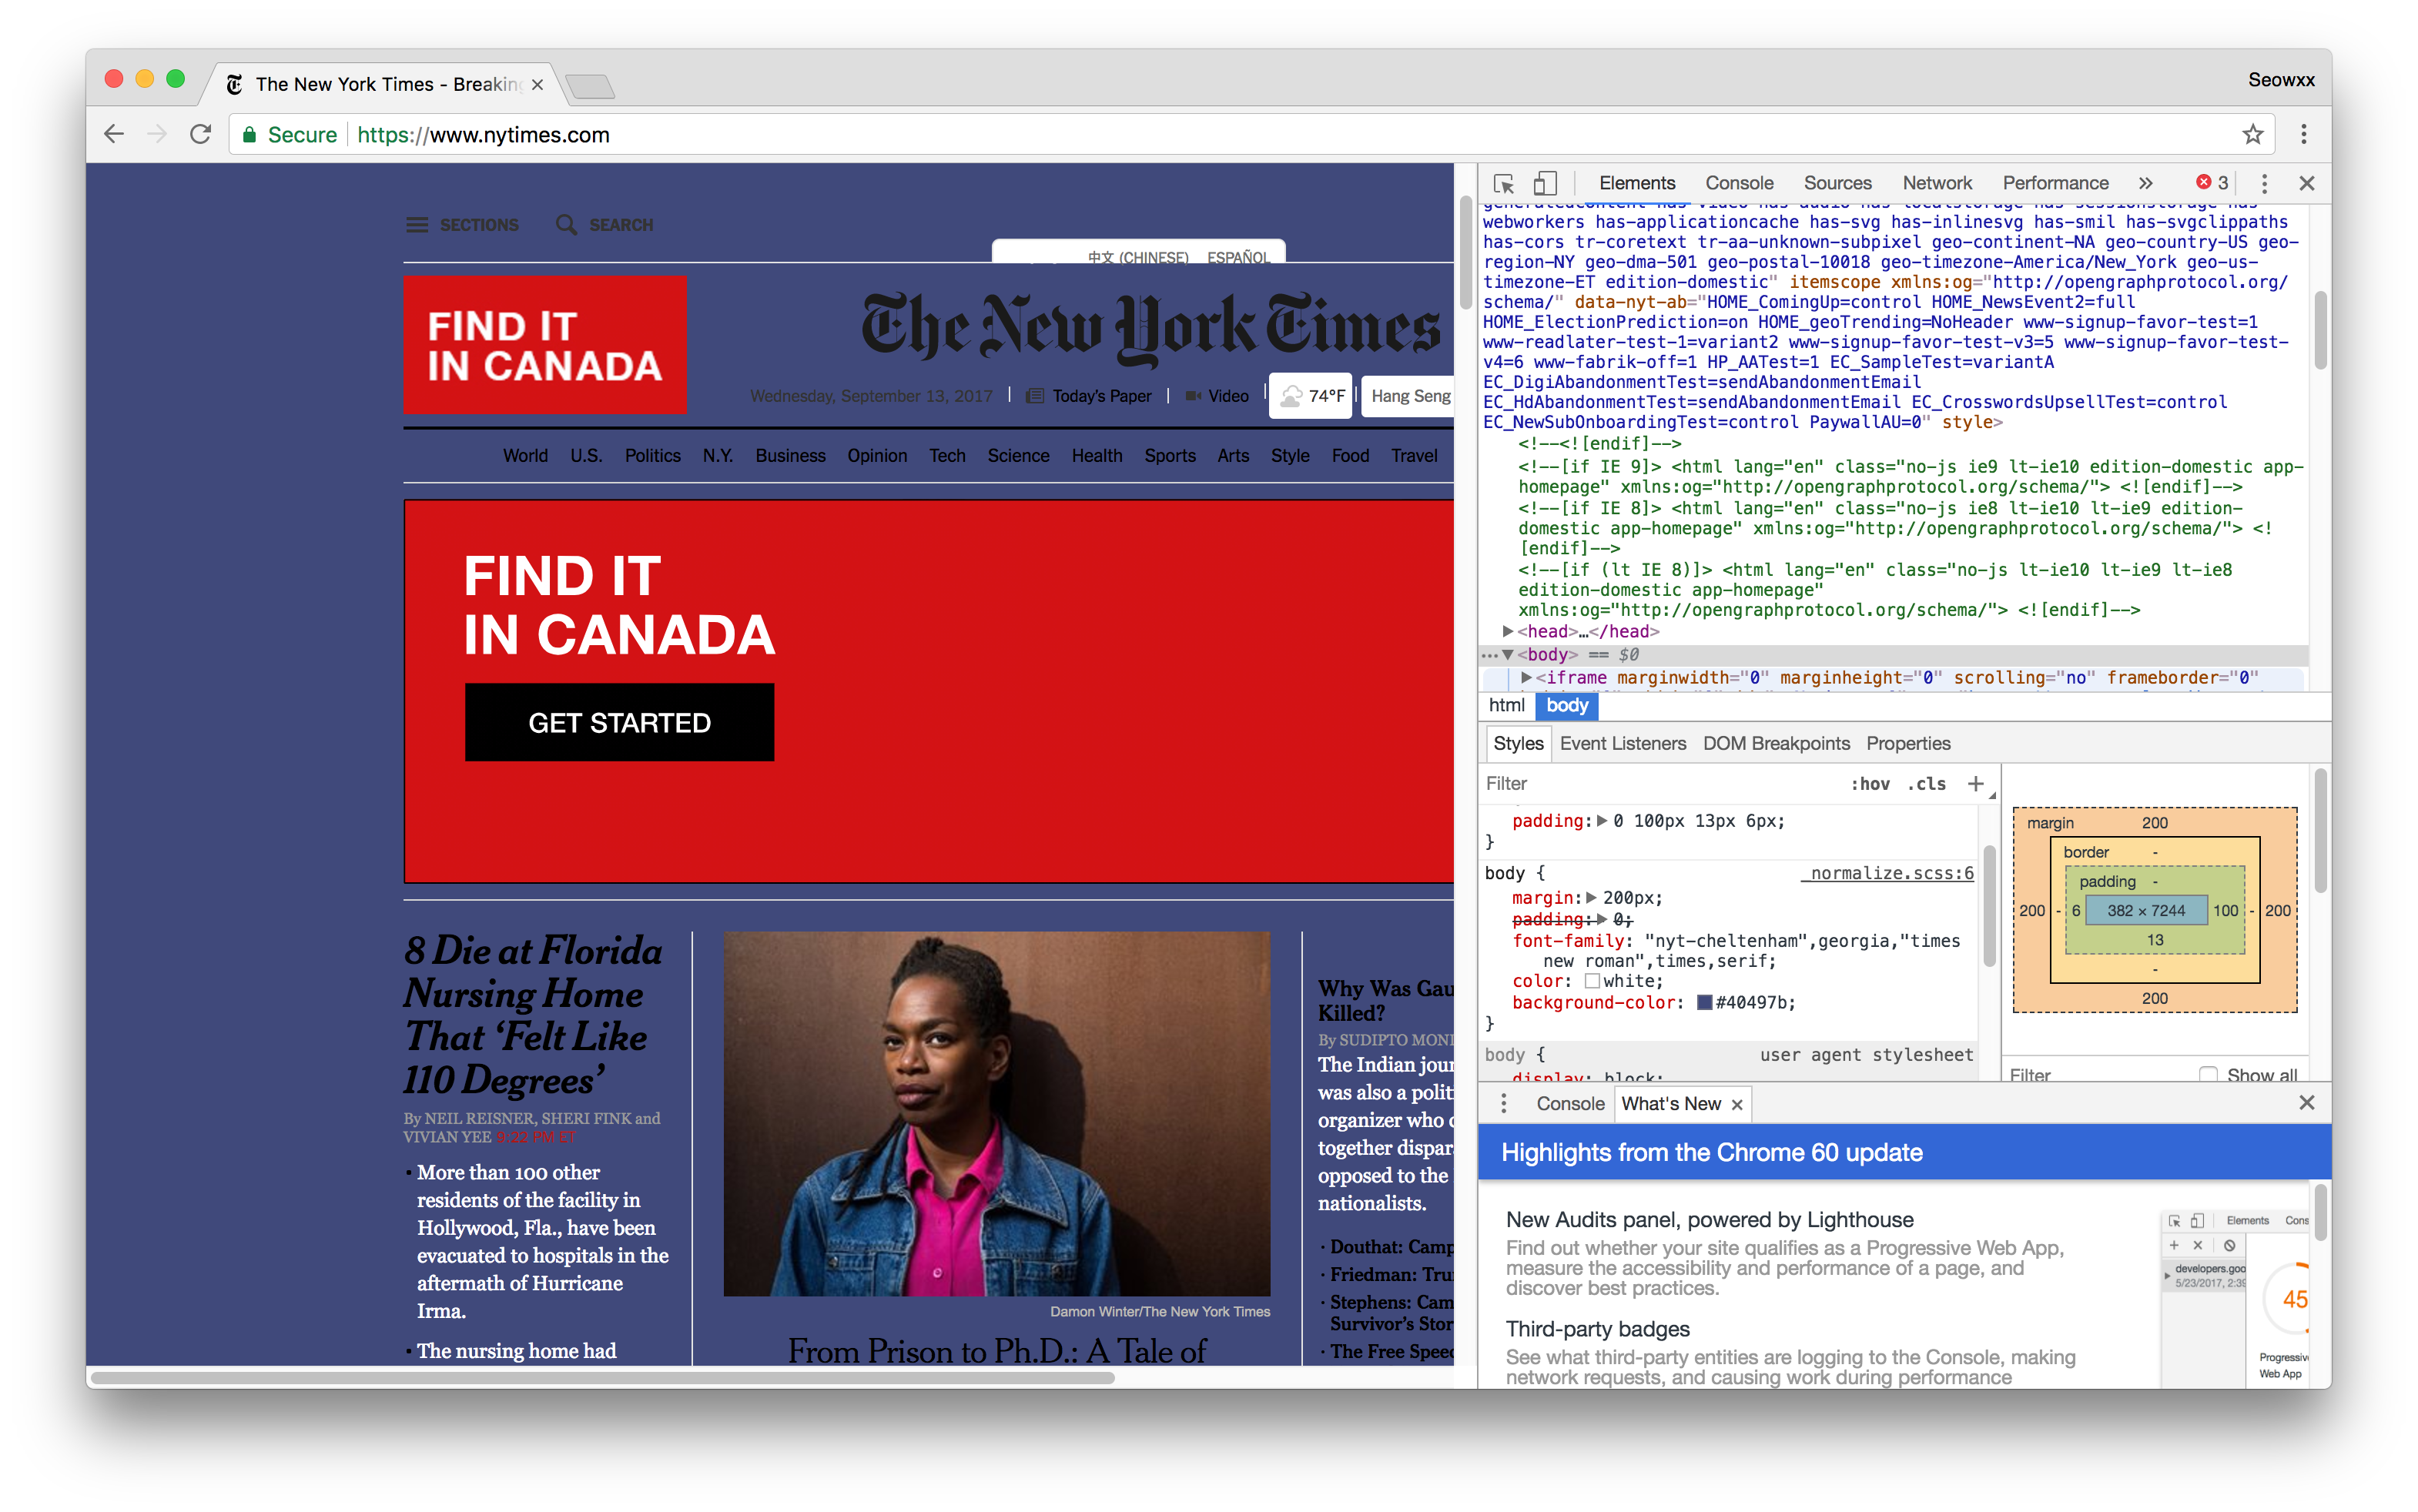 The New York Times - Breaking
Seowxx
Secure https://www.nytimes.com
SECTIONS SEARCH
中文 (CHINESE) ESPAÑOL
FIND IT
IN CANADA
The New York Times
Wednesday, September 13, 2017 Today's Paper Video 74°F Hang Seng
World U.S. Politics N.Y. Business Opinion Tech Science Health Sports Arts Style Food Travel
FIND IT
IN CANADA
GET STARTED
8 Die at Florida
Nursing Home
That ‘Felt Like
110 Degrees’
By NEIL REISNER, SHERI FINK and
VIVIAN YEE 9:22 PM ET
· More than 100 other
residents of the facility in
Hollywood, Fla., have been
evacuated to hospitals in the
aftermath of Hurricane
Irma.
· The nursing home had
Damon Winter/The New York Times
From Prison to Ph.D.: A Tale of
Why Was Gau
Killed?
By SUDIPTO MON
The Indian jour
was also a polit
organizer who
together dispar
opposed to the
nationalists.
· Douthat: Camp
· Friedman: Tru
· Stephens: Cam
Survivor's Stor
· The Free Spee
Elements Console Sources Network Performance » 3
generatedcontent has-video has-audio has-localstorage has-sessionstorage has-
webworkers has-applicationcache has-svg has-inlinesvg has-smil has-svgclippaths
has-cors tr-coretext tr-aa-unknown-subpixel geo-continent-NA geo-country-US geo-
region-NY geo-dma-501 geo-postal-10018 geo-timezone-America/New_York geo-us-
timezone-ET edition-domestic" itemscope xmlns:og="http://opengraphprotocol.org/
schema/" data-nyt-ab="HOME_ComingUp=control HOME_NewsEvent2=full
HOME_ElectionPrediction=on HOME_geoTrending=NoHeader www-signup-favor-test=1
www-readlater-test-1=variant2 www-signup-favor-test-v3=5 www-signup-favor-test-
v4=6 www-fabrik-off=1 HP_AATest=1 EC_SampleTest=variantA
EC_DigiAbandonmentTest=sendAbandonmentEmail
EC_HdAbandonmentTest=sendAbandonmentEmail EC_CrosswordsUpsellTest=control
EC_NewSubOnboardingTest=control PaywallAU=0" style>
<!--<![endif]-->
<!--[if IE 9]> <html lang="en" class="no-js ie9 lt-ie10 edition-domestic app-
homepage" xmlns:og="http://opengraphprotocol.org/schema/"> <![endif]-->
<!--[if IE 8]> <html lang="en" class="no-js ie8 lt-ie10 lt-ie9 edition-
domestic app-homepage" xmlns:og="http://opengraphprotocol.org/schema/"> <!
[endif]-->
<!--[if (lt IE 8)]> <html lang="en" class="no-js lt-ie10 lt-ie9 lt-ie8
edition-domestic app-homepage"
xmlns:og="http://opengraphprotocol.org/schema/"> <![endif]-->
▶<head>…</head>
…▼<body> == $0
▶<iframe marginwidth="0" marginheight="0" scrolling="no" frameborder="0"
html body
Styles Event Listeners DOM Breakpoints Properties
Filter :hov .cls +
padding:▶ 0 100px 13px 6px;
}
body { _normalize.scss:6
margin:▶ 200px;
padding:▶ 0;
font-family: "nyt-cheltenham",georgia,"times
new roman",times,serif;
color: white;
background-color: #40497b;
}
body { user agent stylesheet
display: block;
margin 200
border -
padding -
200 - 6 382 × 7244 100 - 200
13
-
200
Filter Show all
Console What's New
Highlights from the Chrome 60 update
New Audits panel, powered by Lighthouse
Find out whether your site qualifies as a Progressive Web App,
measure the accessibility and performance of a page, and
discover best practices.
Third-party badges
See what third-party entities are logging to the Console, making
network requests, and causing work during performance
Elements Cons
developers.goo
5/23/2017, 2:39
45
Progressiv
Web App